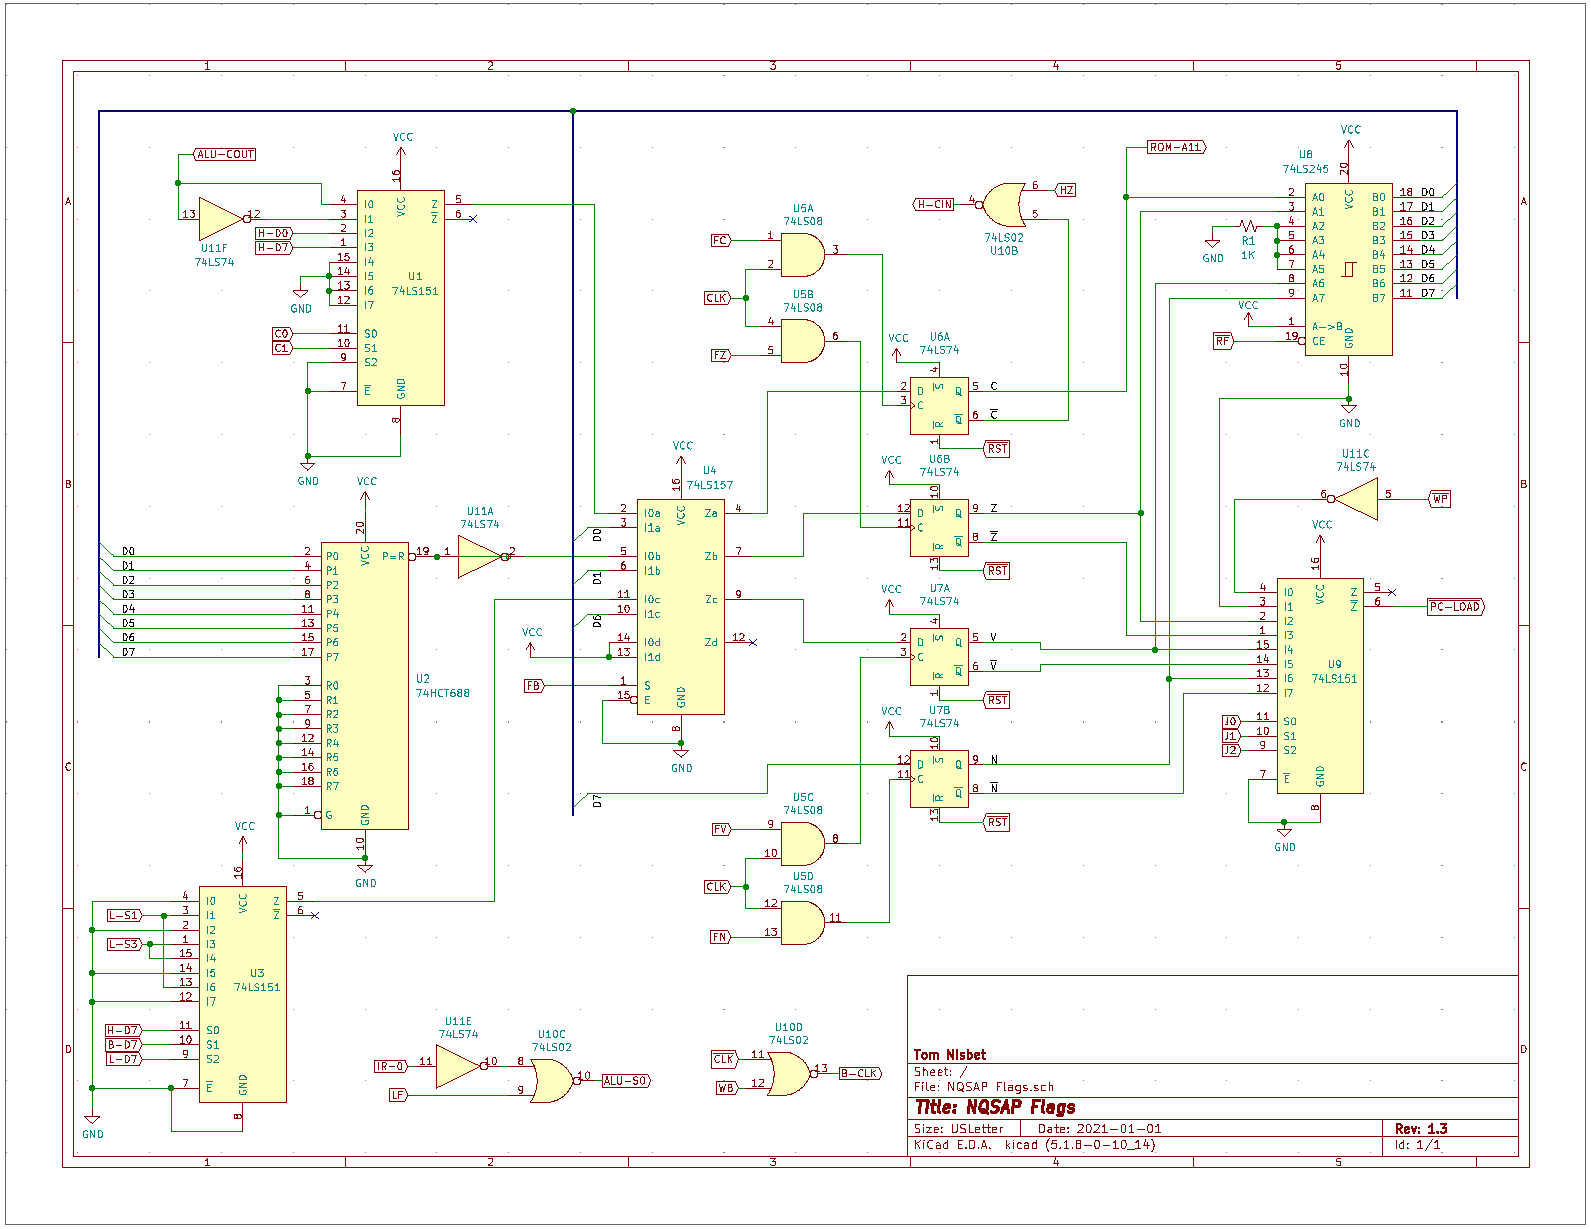 1 2 3 4 5
A B C D
ALU-COUT
13 12
U11F
74LS74
H-D0
H-D7
GND
C0
C1
VCC
16
4 I0 Z 5
3 I1 Z 6
2 I2
1 I3
15 I4
14 I5
13 I6
12 I7
11 S0
10 S1
9 S2
7 E
VCC
GND
8
U1
74LS151
GND
VCC
20
D0 2 P0 P=R 19
D1 4 P1
D2 6 P2
D3 8 P3
D4 11 P4
D5 13 P5
D6 15 P6
D7 17 P7
3 R0
5 R1
7 R2
9 R3
12 R4
14 R5
16 R6
18 R7
1 G
VCC
GND
10
U2
74HCT688
GND
U11A
74LS74
1 2
VCC
16
4 I0 Z 5
L-S1 3 I1 Z 6
2 I2
L-S3 1 I3
15 I4
14 I5
13 I6
12 I7
H-D7 11 S0
B-D7 10 S1
L-D7 9 S2
7 E
VCC
GND
8
U3
74LS151
GND
VCC
16
U4
74LS157
2 I0a Za 4
D0 3 I1a
5 I0b Zb 7
D1 6 I1b
11 I0c Zc 9
D6 10 I1c
14 I0d Zd 12
13 I1d
VCC
FB 1 S
15 E
VCC
GND
8
GND
D7
U5A
74LS08
FC 1 2 3
CLK
U5B
74LS08
4 5 6
FZ
HZ 6
5
4 H-CIN
74LS02
U10B
U6A
74LS74
VCC
4 S
2 D Q 5 C
3 C Q 6 C
R 1
RST
U6B
74LS74
VCC
10 S
12 D Q 9 Z
11 C Q 8 Z
R 13
RST
U7A
74LS74
VCC
4 S
2 D Q 5 V
3 C Q 6 V
R 1
RST
U7B
74LS74
VCC
10 S
12 D Q 9 N
11 C Q 8 N
R 13
RST
U5C
74LS08
FV 9 10 8
CLK
U5D
74LS08
12 13 11
FN
ROM-A11
VCC
20
U8
74LS245
2 A0 B0 18 D0
3 A1 B1 17 D1
4 A2 B2 16 D2
5 A3 B3 15 D3
6 A4 B4 14 D4
7 A5 B5 13 D5
8 A6 B6 12 D6
9 A7 B7 11 D7
1 A->B
19 CE
VCC
GND
10
R1
1K
GND
VCC
RF
GND
U11C
74LS74
6 5
WP
VCC
16
4 I0 Z 5
3 I1 Z 6 PC-LOAD
2 I2
1 I3
15 I4
14 I5
13 I6
12 I7
J0 11 S0
J1 10 S1
J2 9 S2
7 E
VCC
GND
8
U9
74LS151
GND
U11E
74LS74
IR-0 11 10
U10C
74LS02
8 9 10
LF
ALU-S0
U10D
74LS02
CLK 11
WB 12
13 B-CLK
Tom Nisbet
Sheet: /
File: NQSAP Flags.sch
Title: NQSAP Flags
Size: USLetter Date: 2021-01-01 Rev: 1.3
KiCad E.D.A. kicad (5.1.8-0-10_14) Id: 1/1
1 2 3 4 5
A B C D